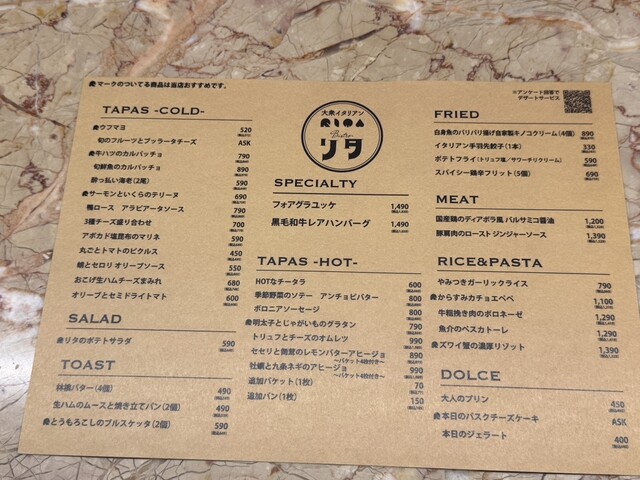 マークのついてる商品は当店おすすめです。
※アンケート回答で
デザートサービス
TAPAS -COLD-
ウフマヨ 520
旬のフルーツとブッラータチーズ ASK
牛ハツのカルパッチョ 790
旬鮮魚のカルパッチョ 890
酔っ払い海老(2尾) 590
サーモンといくらのテリーヌ 690
鴨ロース アラビアータソース 790
3種チーズ盛り合わせ 700
アボカド塩昆布のマリネ 590
丸ごとトマトのピクルス 450
蛸とセロリ オリーブソース 550
おこげ生ハムチーズまみれ 680
オリーブとセミドライトマト 600
SALAD
リタのポテトサラダ 590
TOAST
林檎バター(4個) 490
生ハムのムースと焼き立てパン(2個) 490
とうもろこしのブルスケッタ(2個) 590
大衆イタリアン
RIOA
Bistro
リタ
SPECIALTY
フォアグラユッケ 1,490
黒毛和牛レアハンバーグ 1,490
TAPAS -HOT-
HOTなチータラ 600
季節野菜のソテー アンチョビバター 800
ボロニアソーセージ 800
明太子とじゃがいものグラタン 790
トリュフとチーズのオムレツ 990
セセリと舞茸のレモンバターアヒージョ 890
〜バケット4枚付き〜
牡蠣と九条ネギのアヒージョ 990
〜バケット4枚付き〜
追加バケット(1枚) 70
追加パン(1枚) 150
FRIED
白身魚のパリパリ揚げ自家製キノコクリーム(4個) 890
イタリアン手羽先餃子(1本) 330
ポテトフライ(トリュフ塩/サワーチリクリーム) 590
スパイシー鶏辛フリット(5個) 690
MEAT
国産鶏のディアボラ風 バルサミコ醤油 1,200
豚肩肉のロースト ジンジャーソース 1,390
RICE&PASTA
やみつきガーリックライス 790
からすみカチョエペペ 1,100
牛粗挽き肉のボロネーゼ 1,290
魚介のペスカトーレ 1,290
ズワイ蟹の濃厚リゾット 1,390
DOLCE
大人のプリン 450
本日のバスクチーズケーキ ASK
本日のジェラート 400